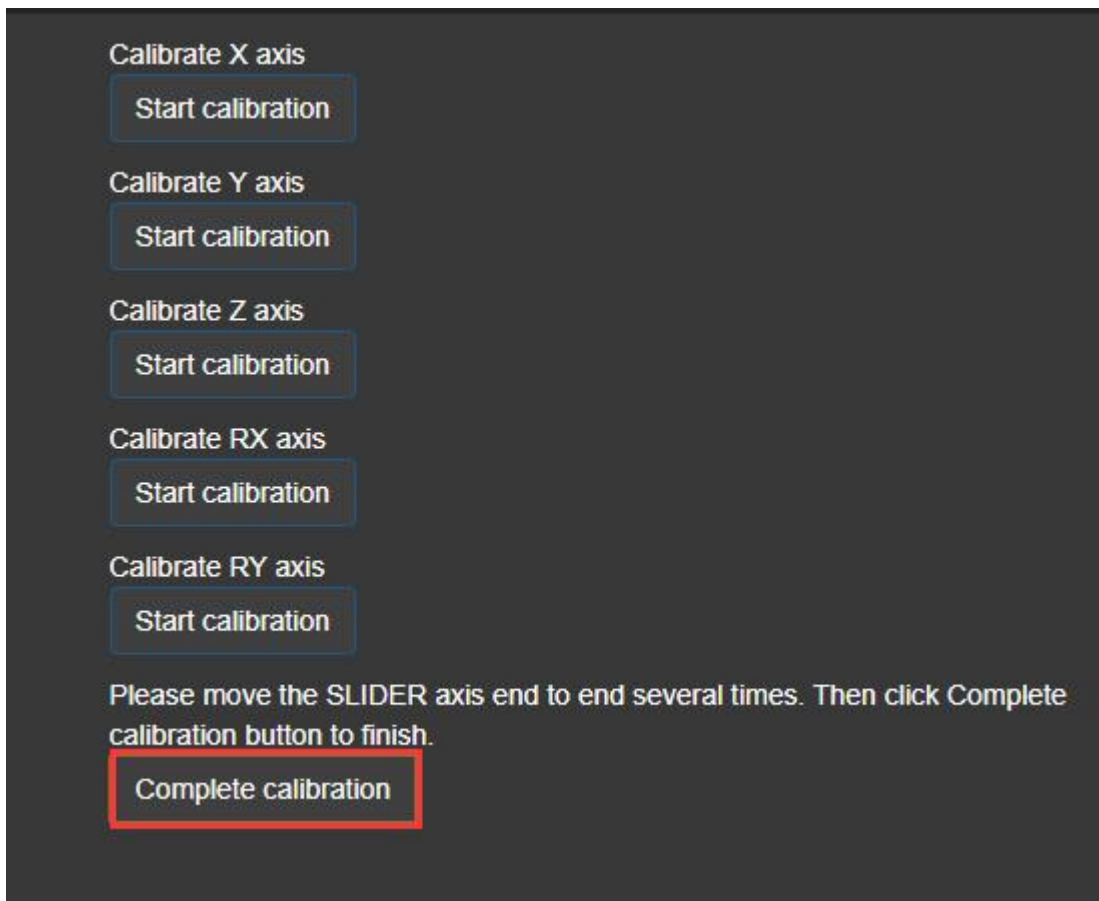 Calibrate X axis
Start calibration
Calibrate Y axis
Start calibration
Calibrate Z axis
Start calibration
Calibrate RX axis
Start calibration
Calibrate RY axis
Start calibration
Please move the SLIDER axis end to end several times. Then click Complete
calibration button to finish.
Complete calibration